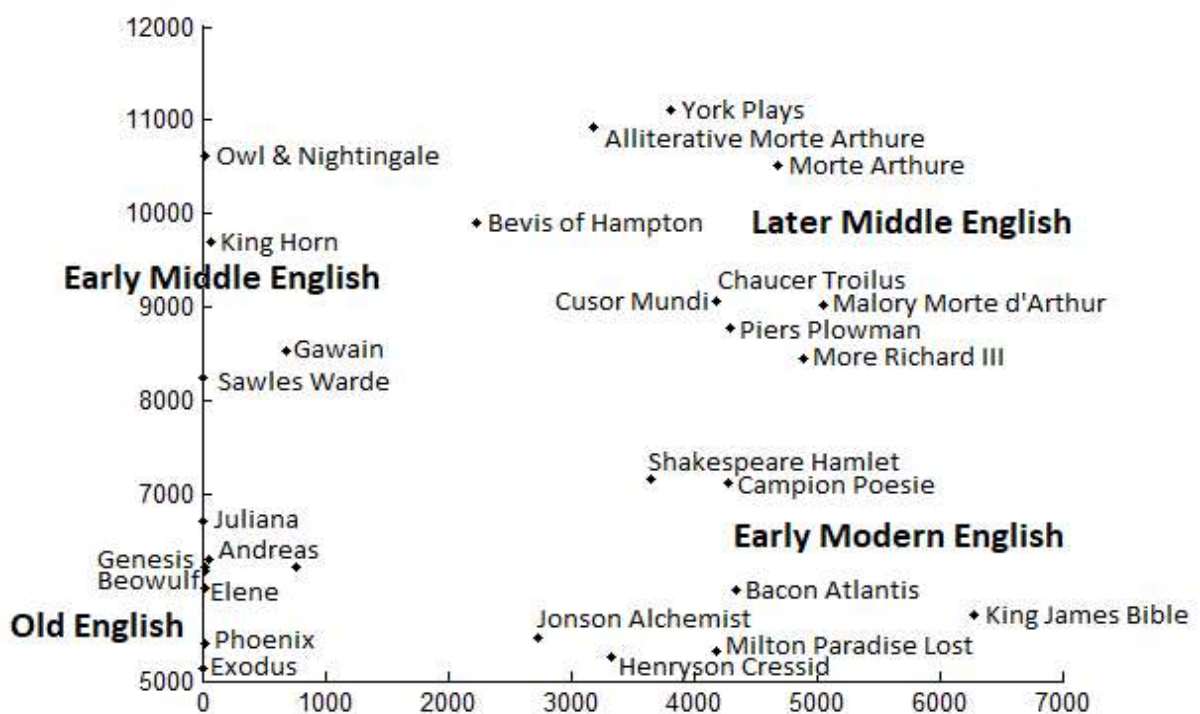 12000
11000
York Plays
Alliterative Morte Arthure
Owl & Nightingale
Morte Arthure
10000
Bevis of Hampton
Later Middle English
King Horn
Early Middle English
Chaucer Troilus
9000
Cusor Mundi
Malory Morte d'Arthur
Piers Plowman
Gawain
More Richard III
Sawles Warde
8000
Shakespeare Hamlet
7000
Campion Poesie
Juliana
Andreas
Early Modern English
Genesis
Beowulf
Elene
Bacon Atlantis
King James Bible
Old English
Jonson Alchemist
Phoenix
Milton Paradise Lost
Exodus
Henryson Cressid
5000
0 1000 2000 3000 4000 5000 6000 7000